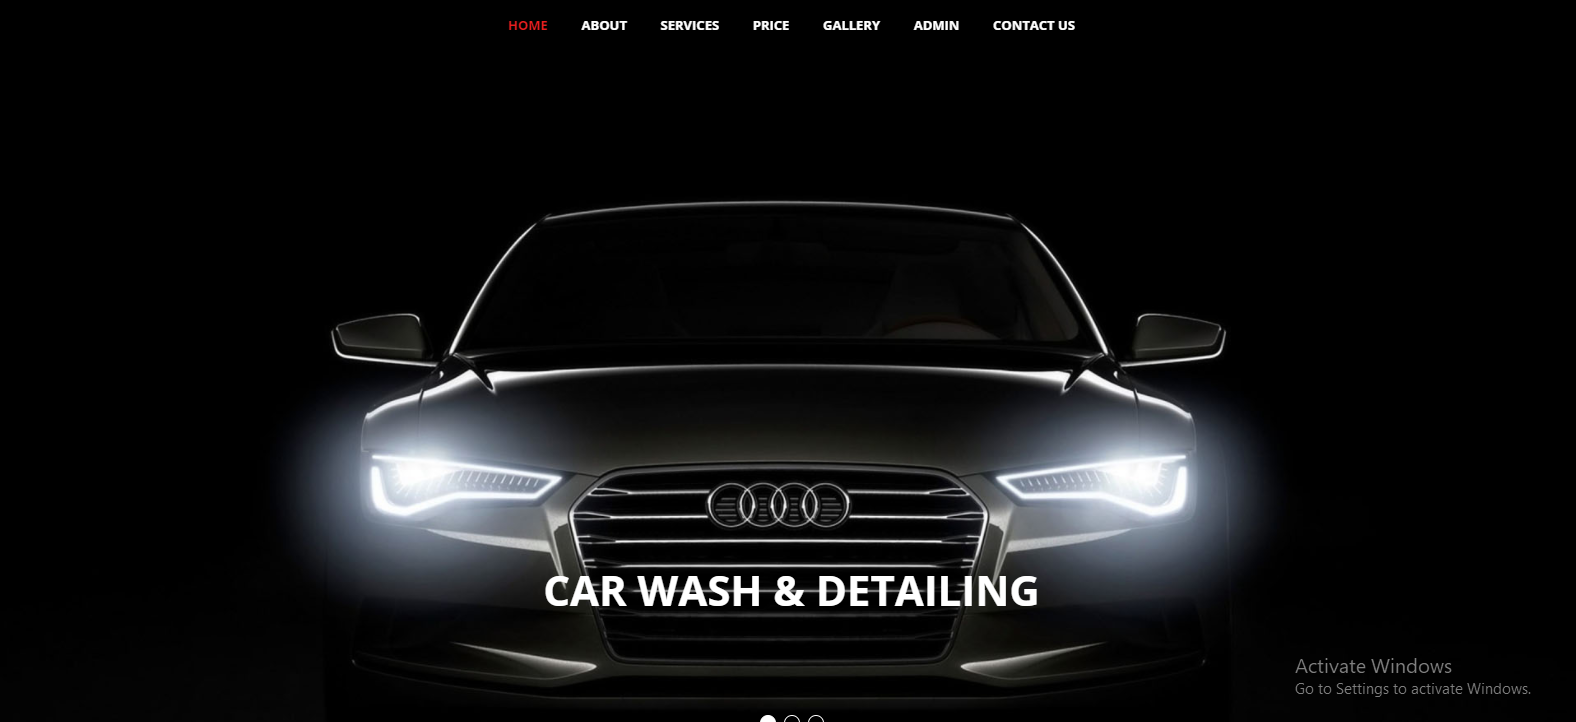 HOME ABOUT SERVICES PRICE GALLERY ADMIN CONTACT US
CAR WASH & DETAILING
Activate Windows
Go to Settings to activate Windows.